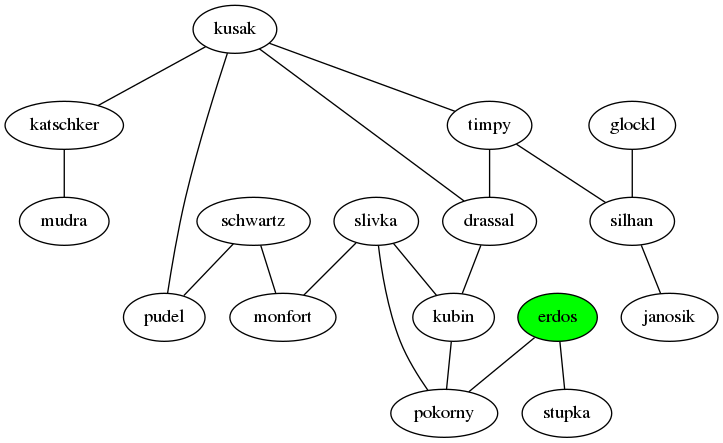 kusak
katschker
timpy
glockl
mudra
schwartz
slivka
drassal
silhan
pudel
monfort
kubin
erdos
janosik
pokorny
stupka